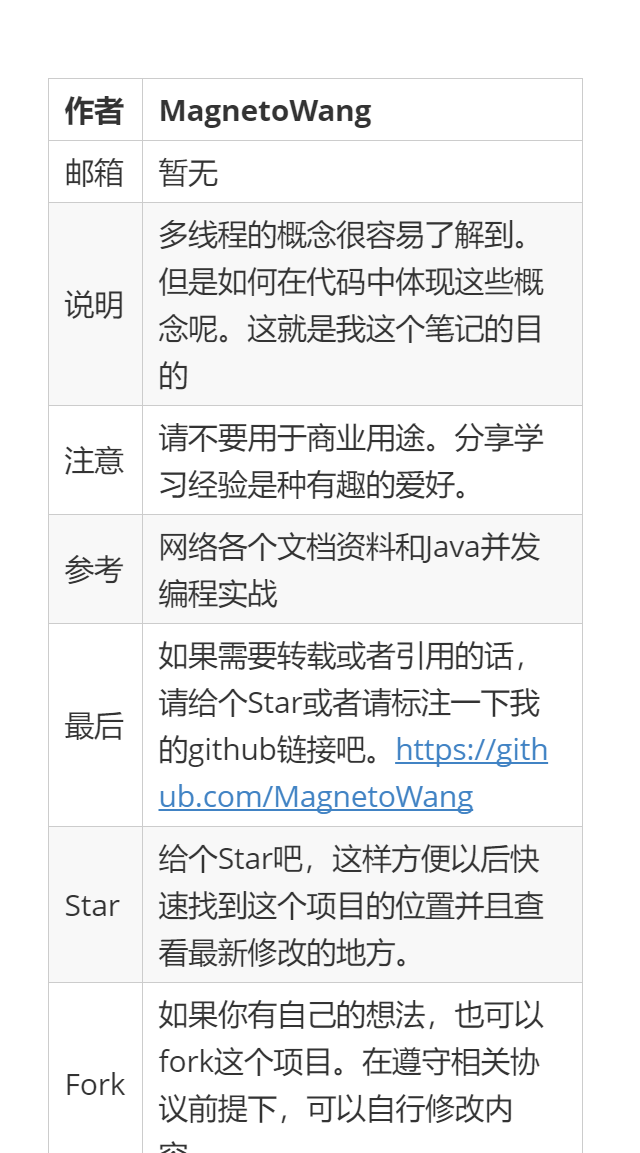 作者 MagnetoWang
邮箱 暂无
多线程的概念很容易了解到。
但是如何在代码中体现这些概
说明
念呢。这就是我这个笔记的目
的
请不要用于商业用途。分享学
注意
习经验是种有趣的爱好。
网络各个文档资料和Java并发
参考
编程实战
如果需要转载或者引用的话，
请给个Star或者请标注一下我
最后
的github链接吧。https://gith
ub.com/MagnetoWang
给个Star吧，这样方便以后快
Star 速找到这个项目的位置并且查
看最新修改的地方。
如果你有自己的想法，也可以
fork这个项目。在遵守相关协
Fork
议前提下，可以自行修改内